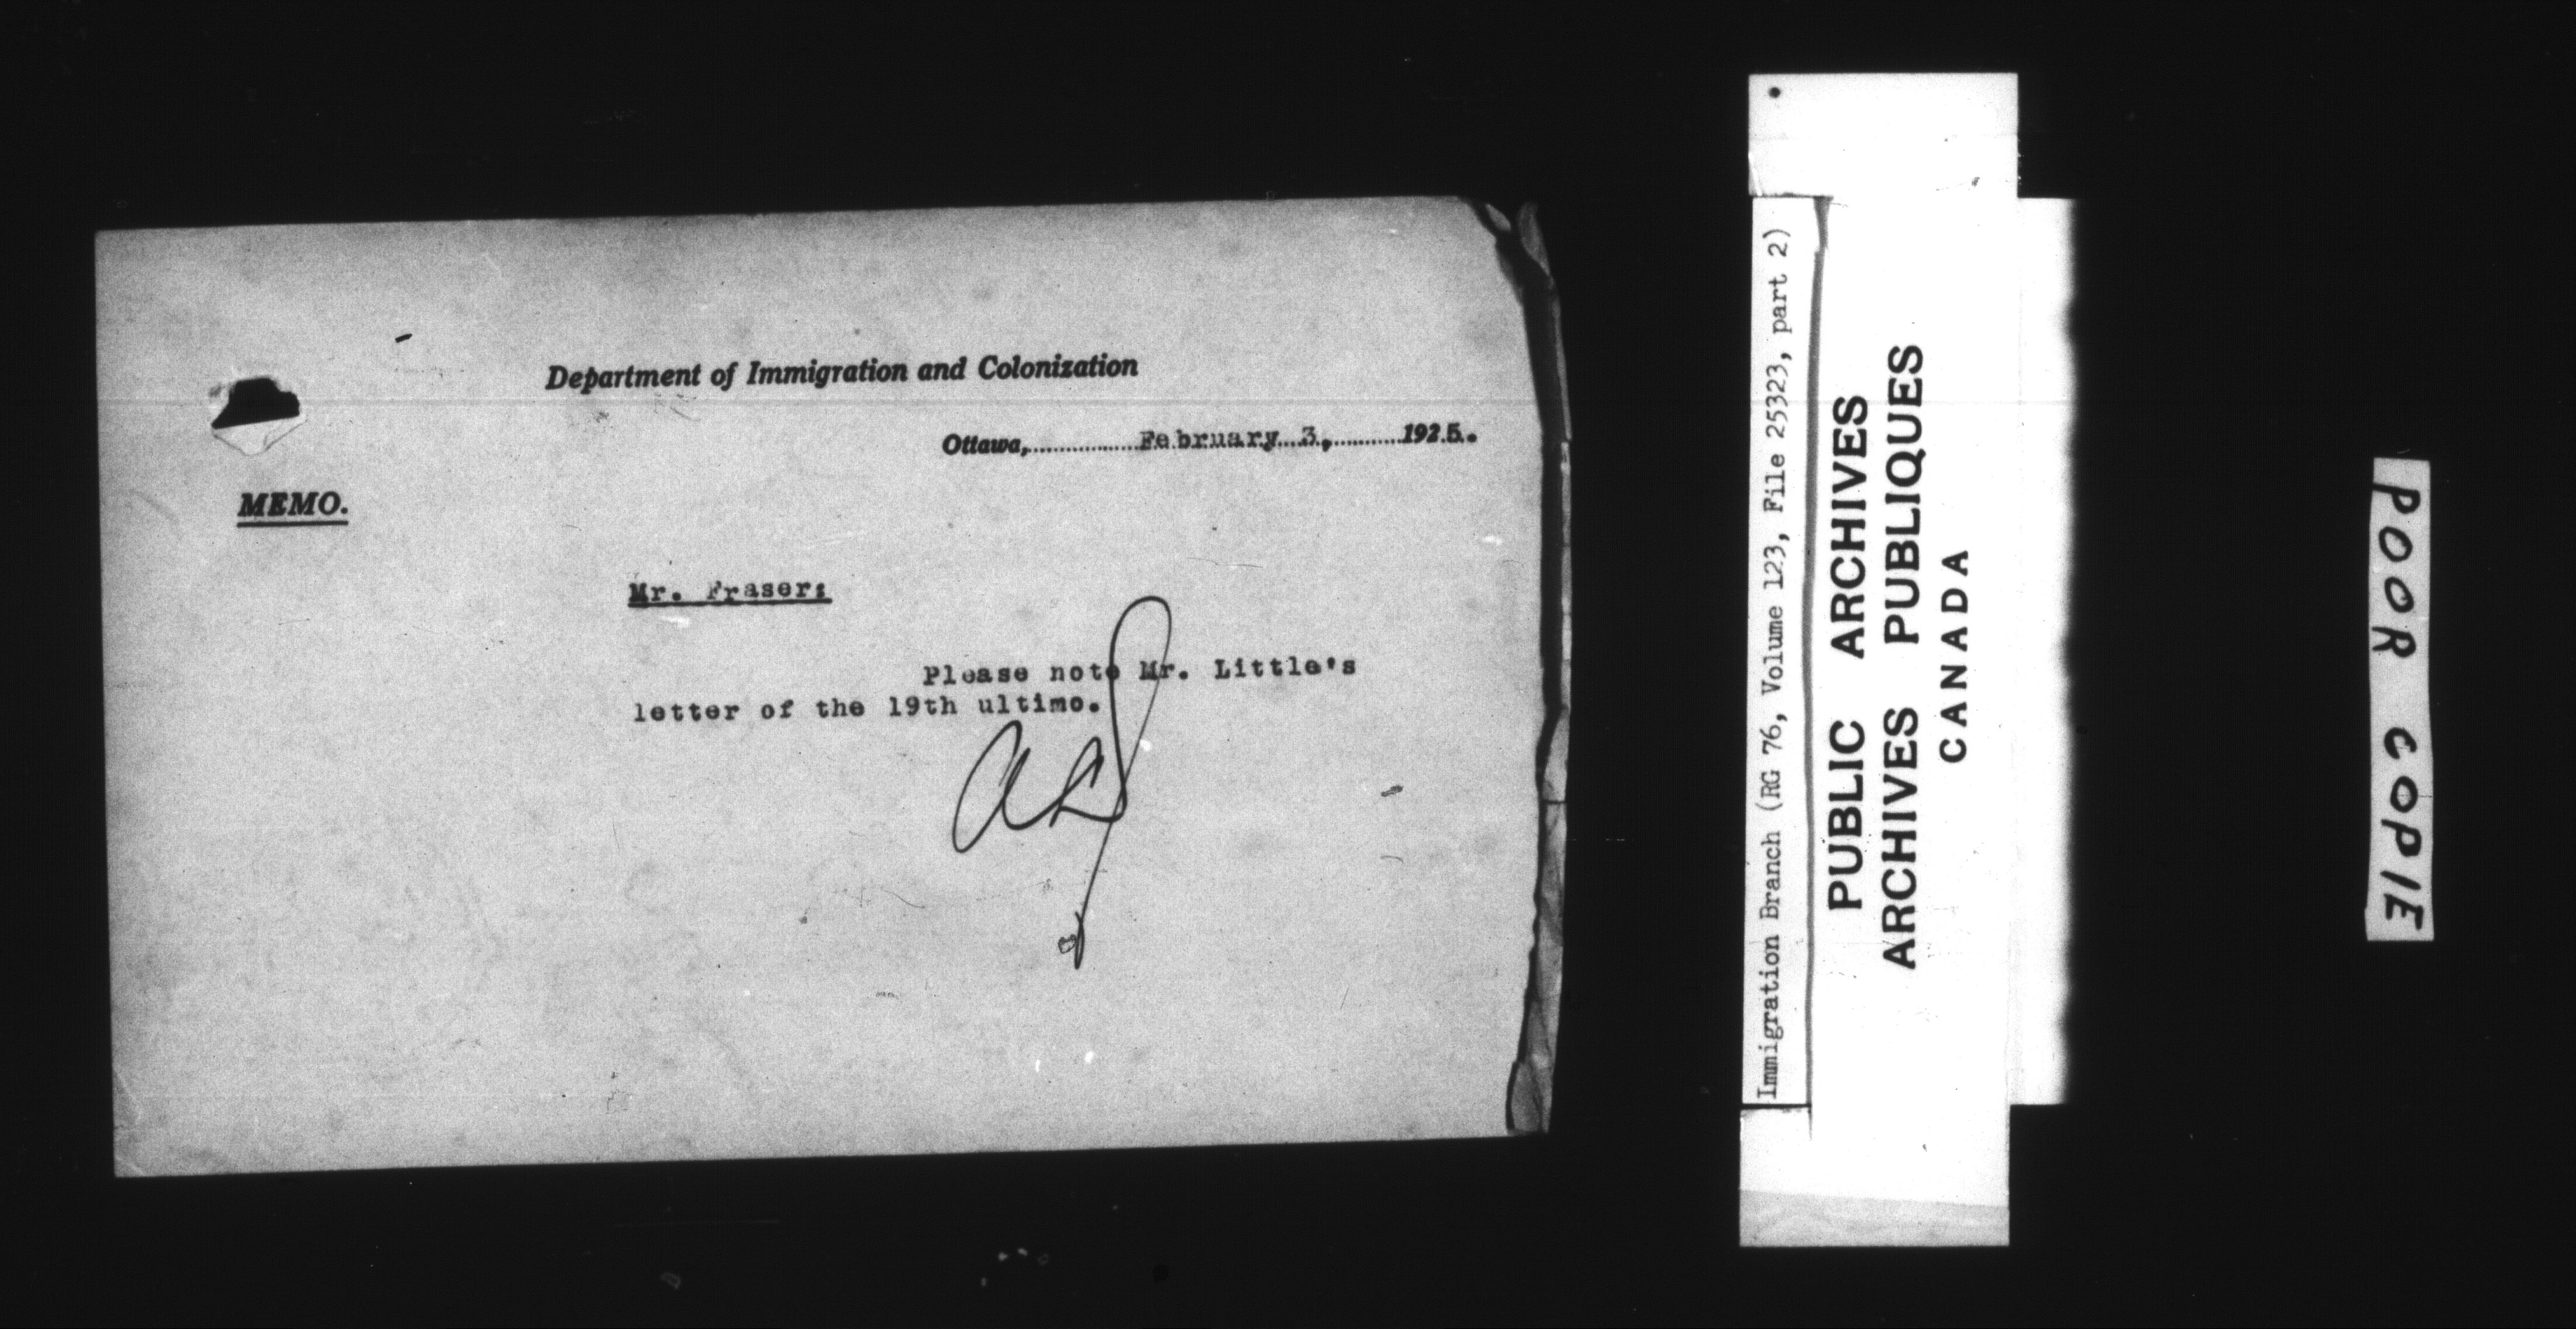 Department of Immigration and Colonization
Ottawa,....................February...3,...........1925.
MEMO.
Mr. Fraser:
Please note Mr. Little's
letter of the 19th ultimo.
Immigration Branch (RG 76, Volume 123, File 25323, part 2)
PUBLIC ARCHIVES
ARCHIVES PUBLIQUES
CANADA
POOR COPIE